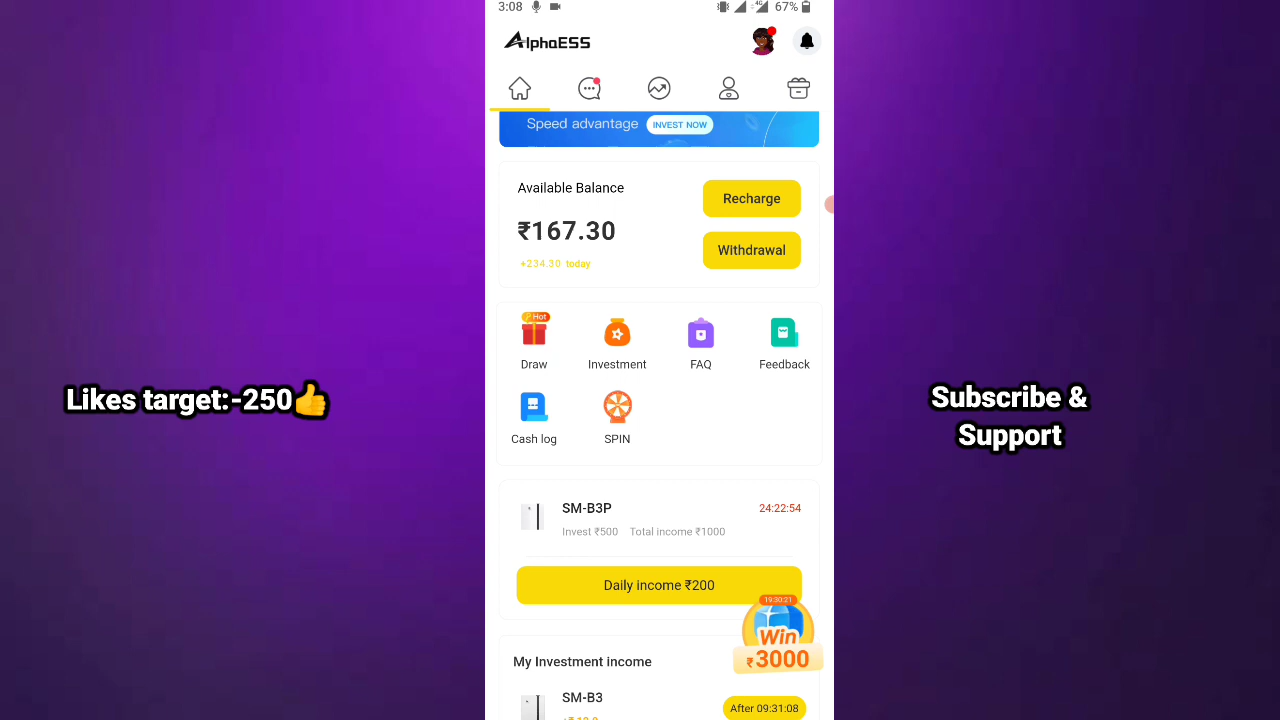 3:08
4G
67%
AlphaESS
Speed advantage
INVEST NOW
Available Balance
Recharge
₹167.30
Withdrawal
+234.30 today
Hot
Draw
Investment
FAQ
Feedback
Likes target:-250👍
Subscribe &
Support
Cash log
SPIN
SM-B3P
24:22:54
Invest ₹500
Total income ₹1000
Daily income ₹200
19:30:21
Win
₹3000
My Investment income
SM-B3
After 09:31:08